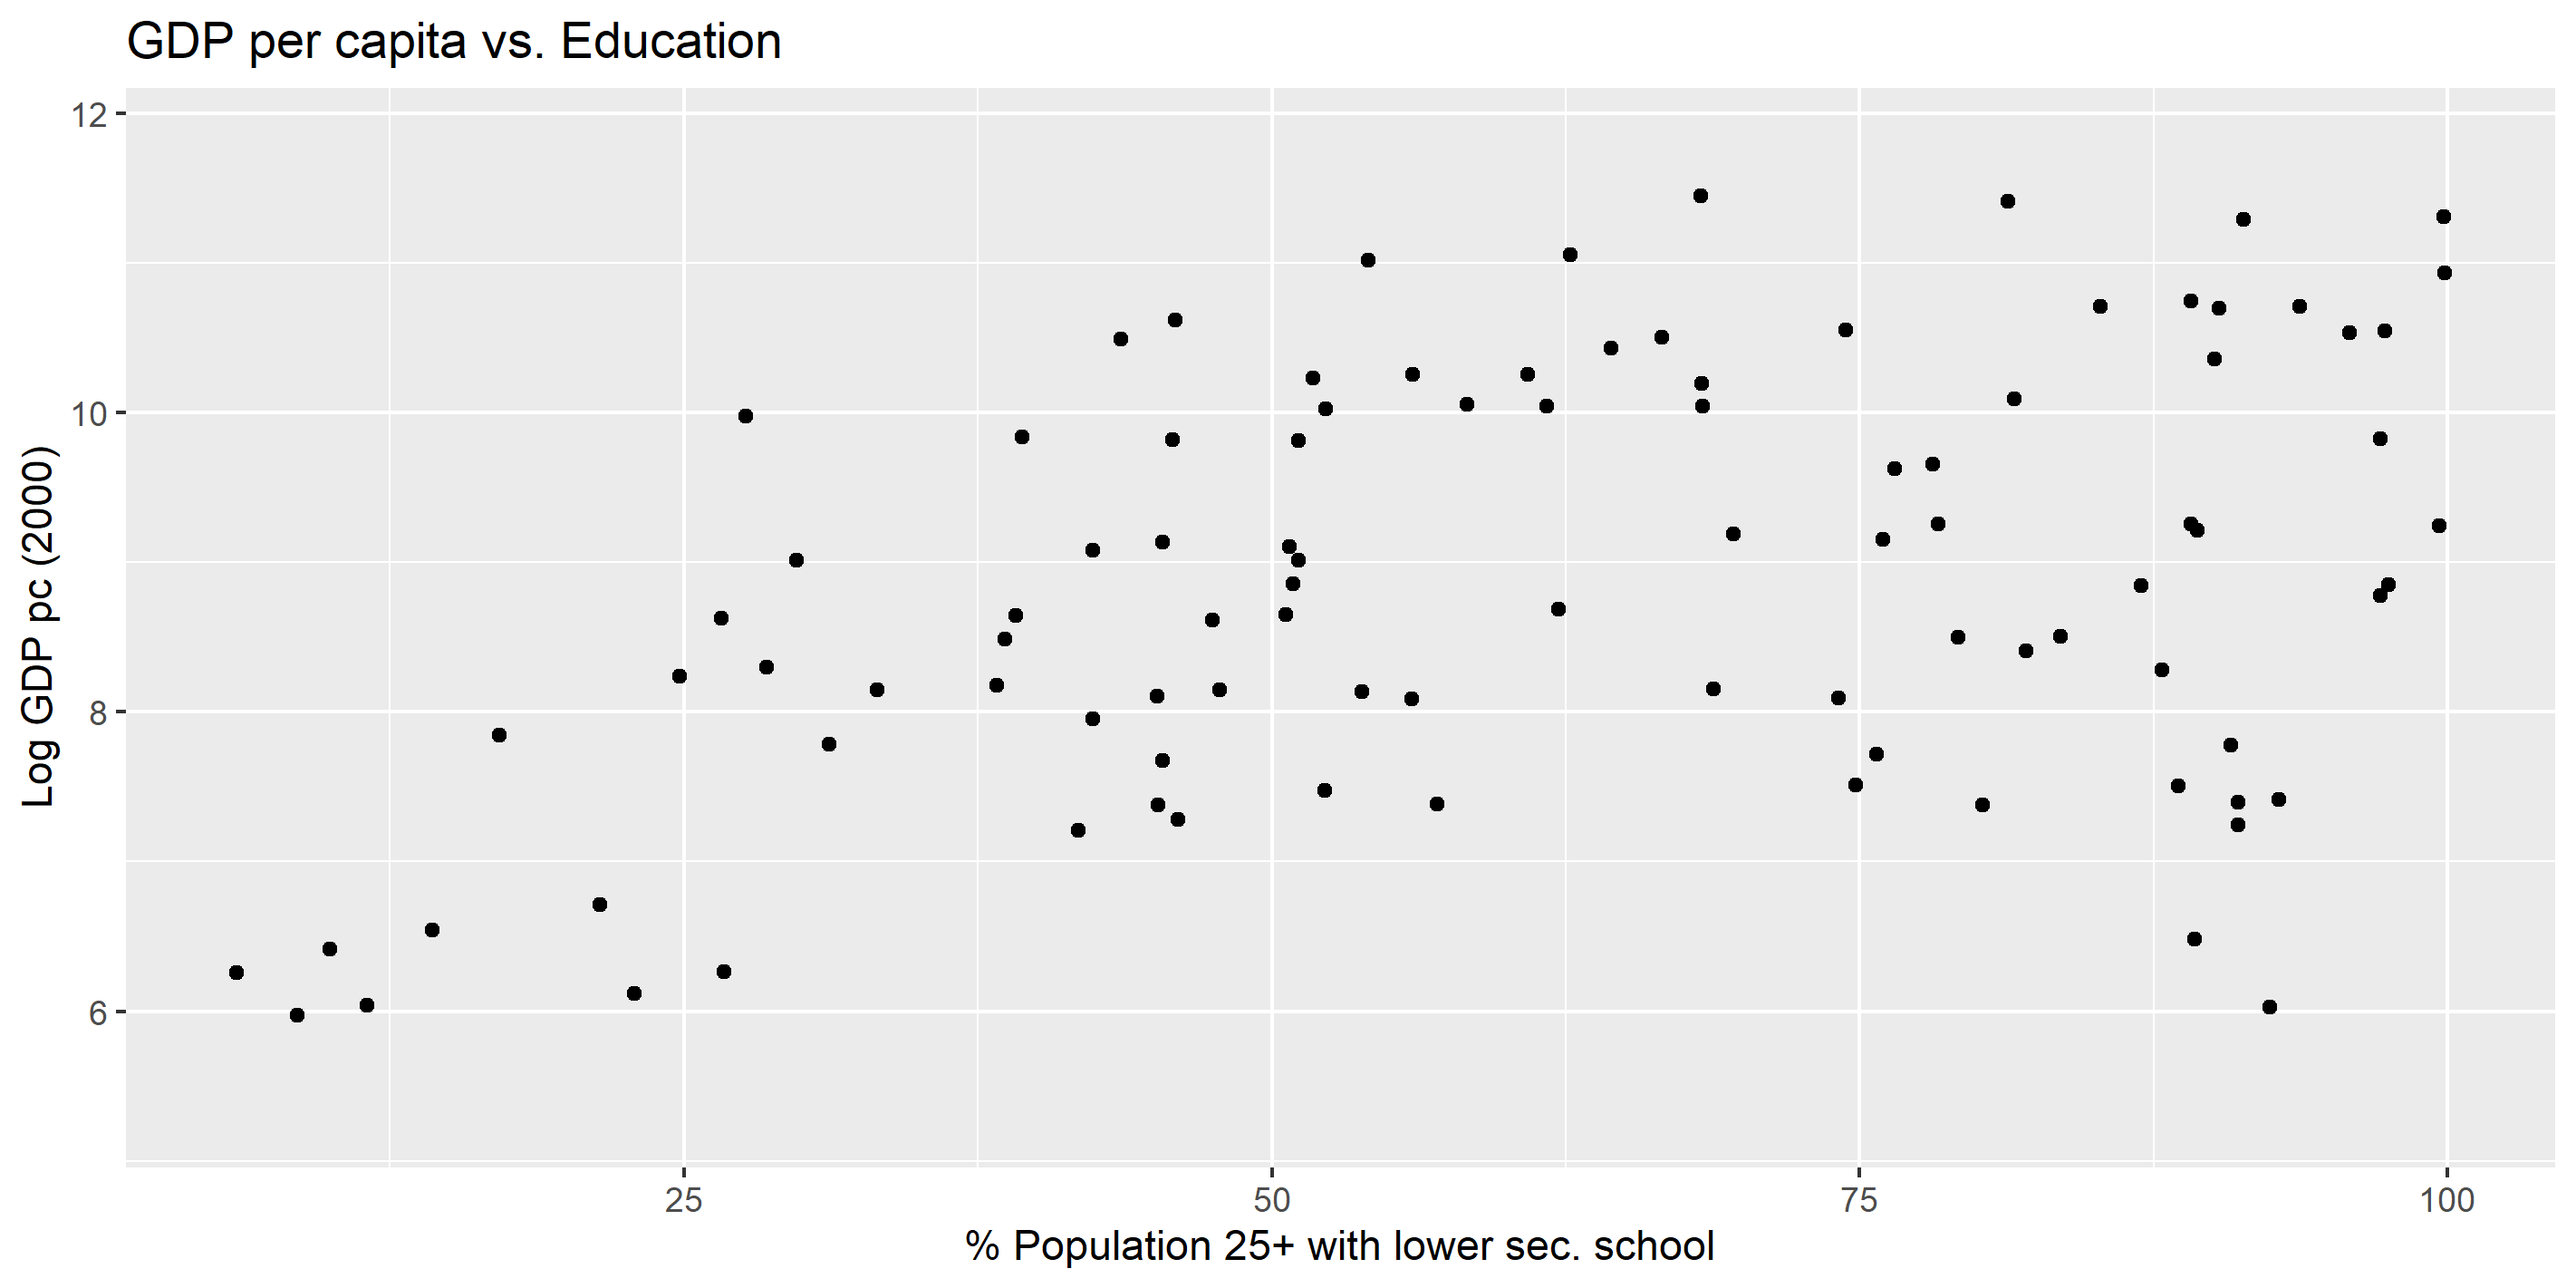 GDP per capita vs. Education
12
10
8
6
Log GDP pc (2000)
25 50 75 100
% Population 25+ with lower sec. school